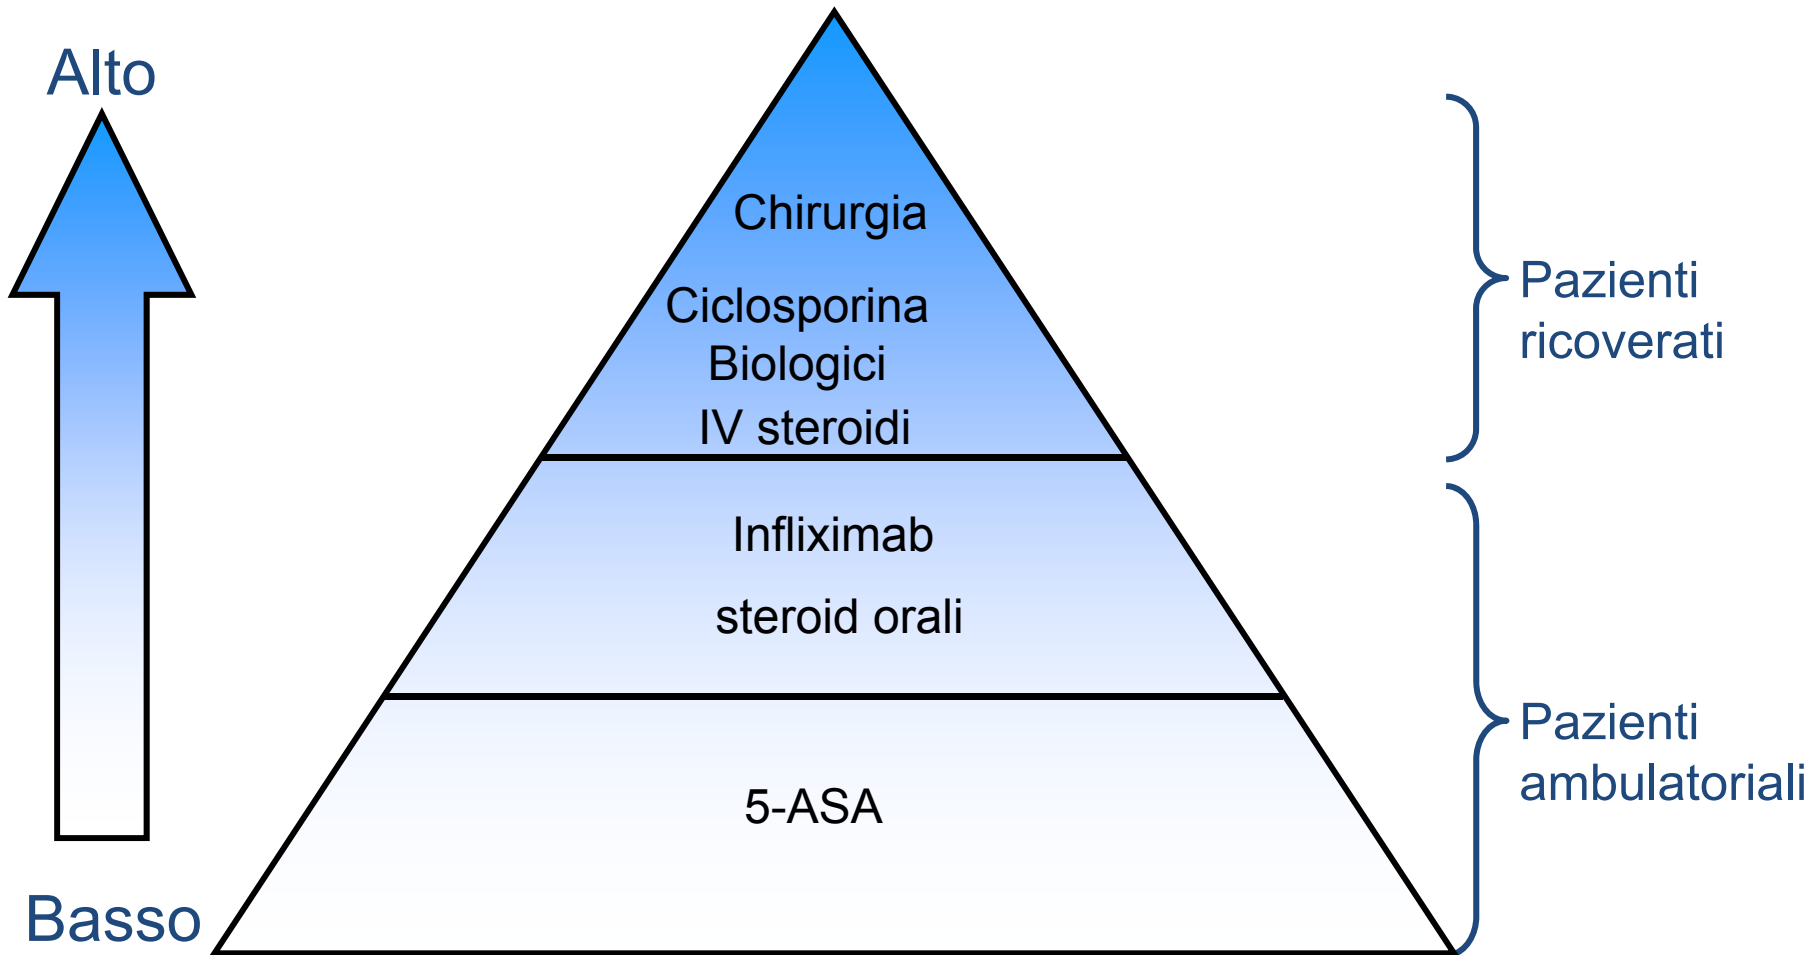 Alto
Chirurgia
Ciclosporina
Biologici
IV steroidi
Pazienti
ricoverati
Infliximab
steroid orali
5-ASA
Pazienti
ambulatoriali
Basso